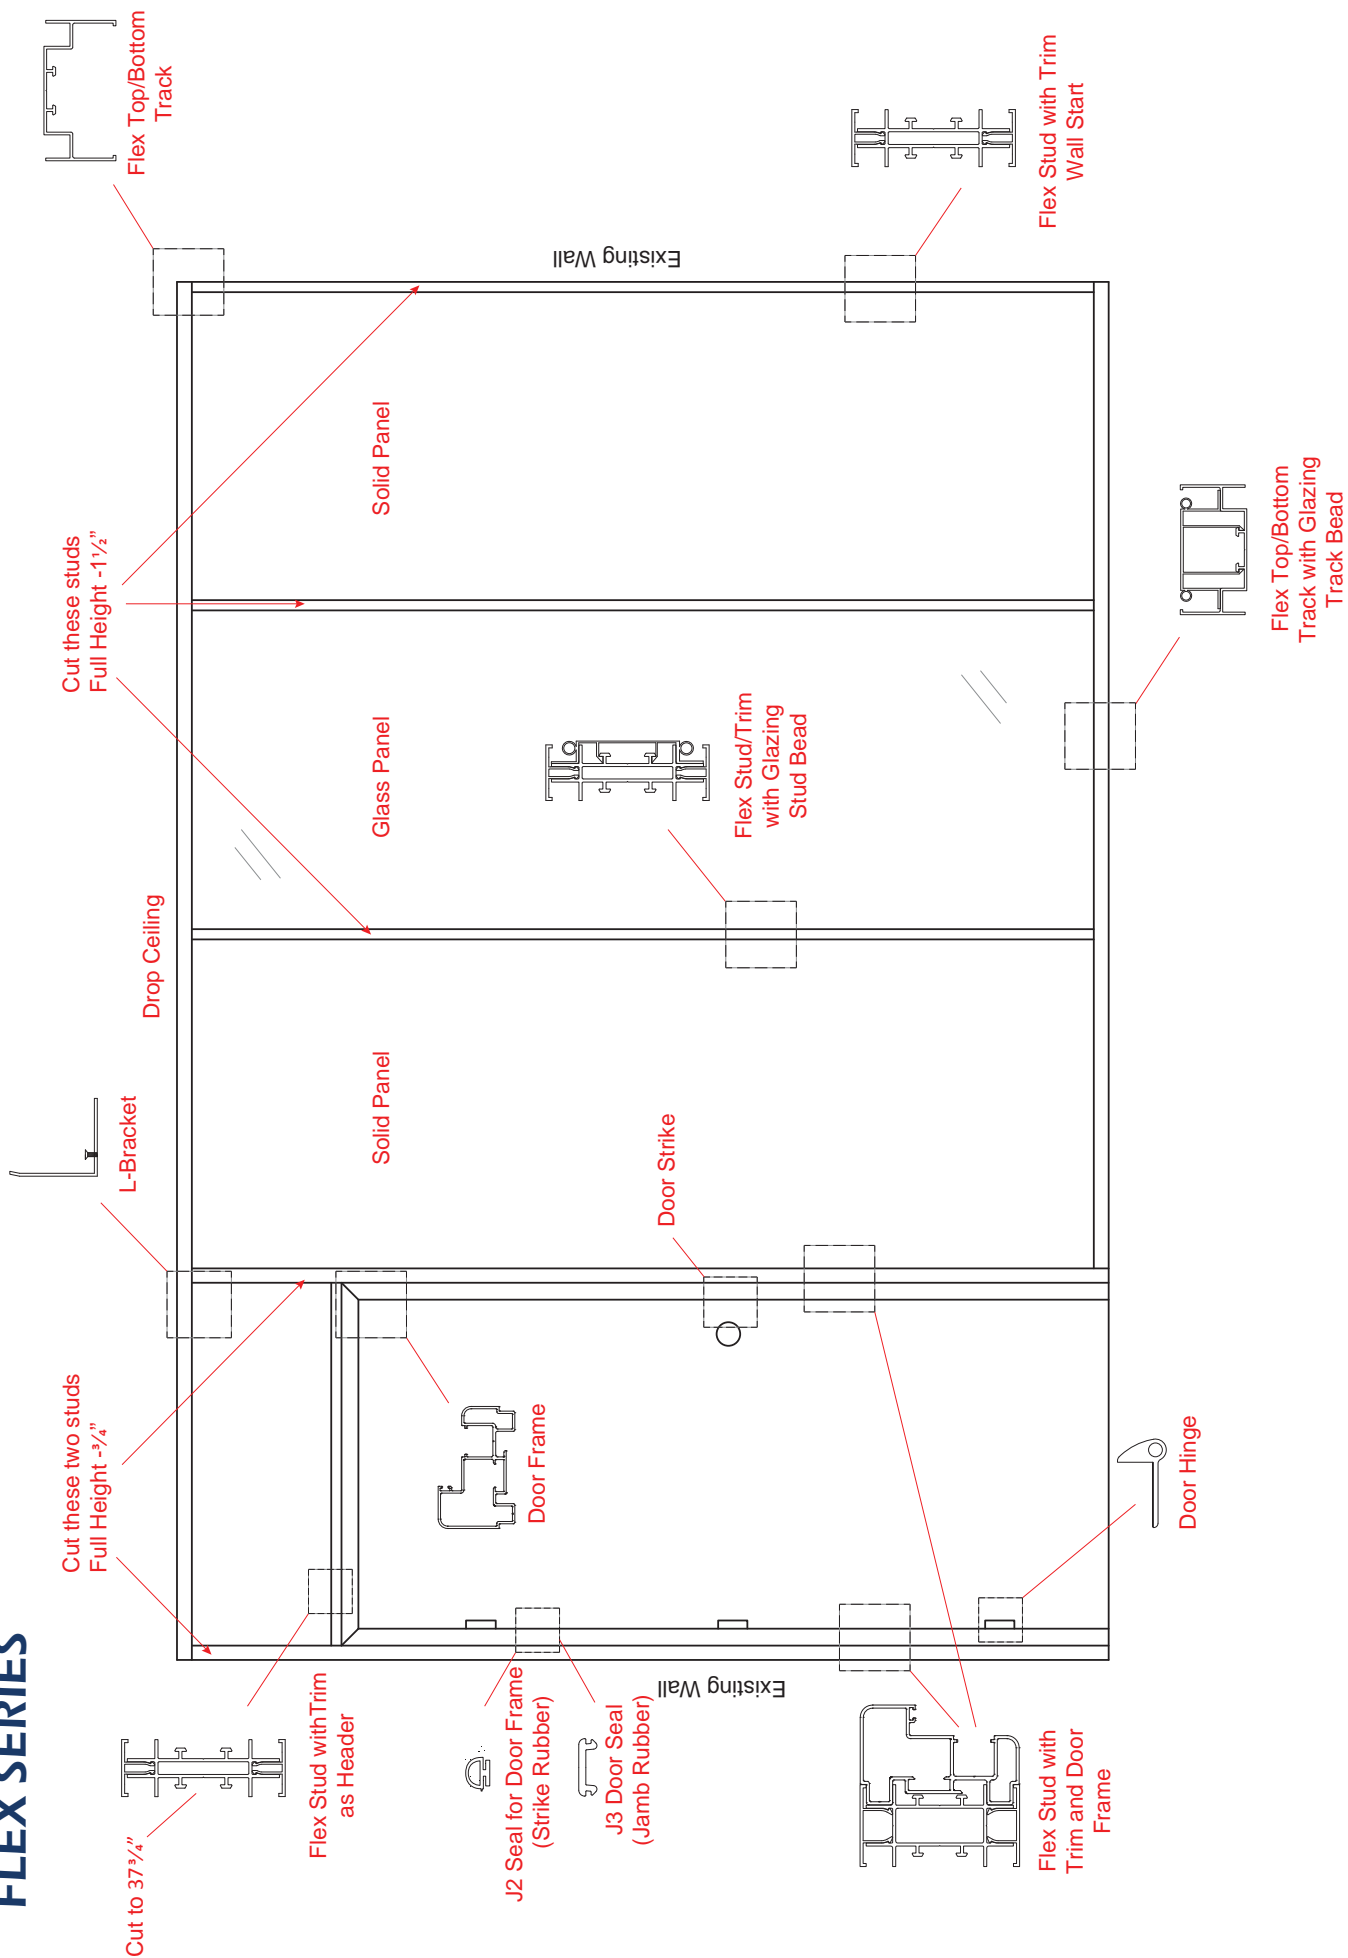 FLEX SERIES
Cut to 37¾"
Flex Stud withTrim
as Header
Cut these two studs
Full Height -¾"
L-Bracket
Drop Ceiling
Cut these studs
Full Height -1½"
Flex Top/Bottom
Track
J2 Seal for Door Frame
(Strike Rubber)
J3 Door Seal
(Jamb Rubber)
Existing Wall
Door Frame
Solid Panel
Glass Panel
Solid Panel
Existing Wall
Door Strike
Flex Stud/Trim
with Glazing
Stud Bead
Flex Stud with Trim
Wall Start
Flex Stud with
Trim and Door
Frame
Door Hinge
Flex Top/Bottom
Track with Glazing
Track Bead